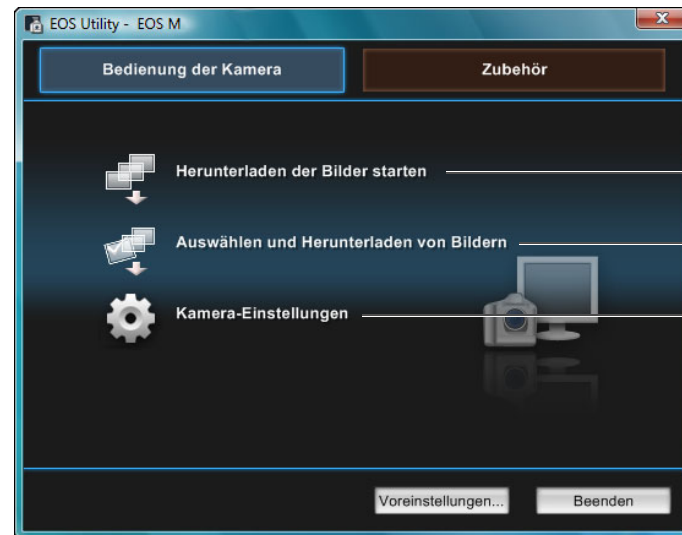 EOS Utility - EOS M
Bedienung der Kamera
Zubehör
Herunterladen der Bilder starten
Auswählen und Herunterladen von Bildern
Kamera-Einstellungen
Voreinstellungen...
Beenden